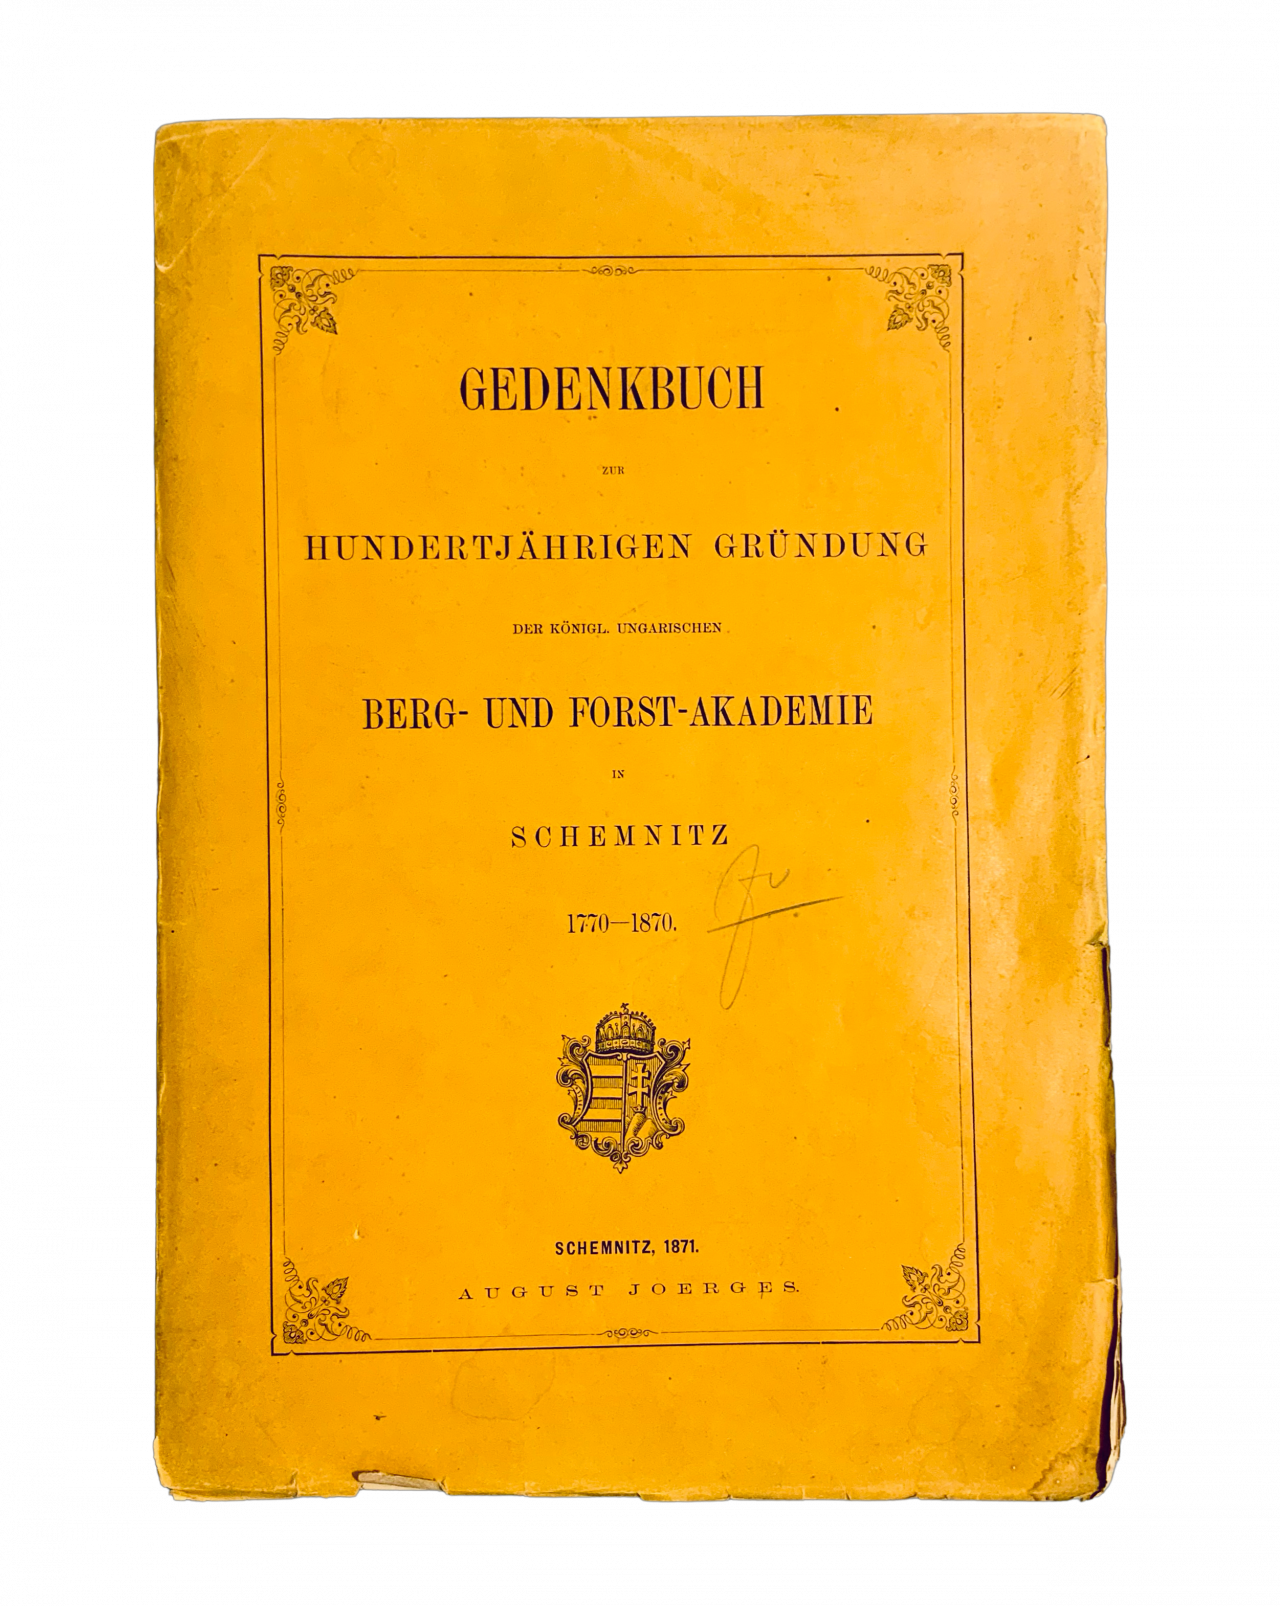 GEDENKBUCH
ZUR
HUNDERTJÄHRIGEN GRÜNDUNG
DER KÖNIGL. UNGARISCHEN
BERG- UND FORST-AKADEMIE
IN
SCHEMNITZ
1770—1870.
SCHEMNITZ, 1871.
AUGUST JOERGES.